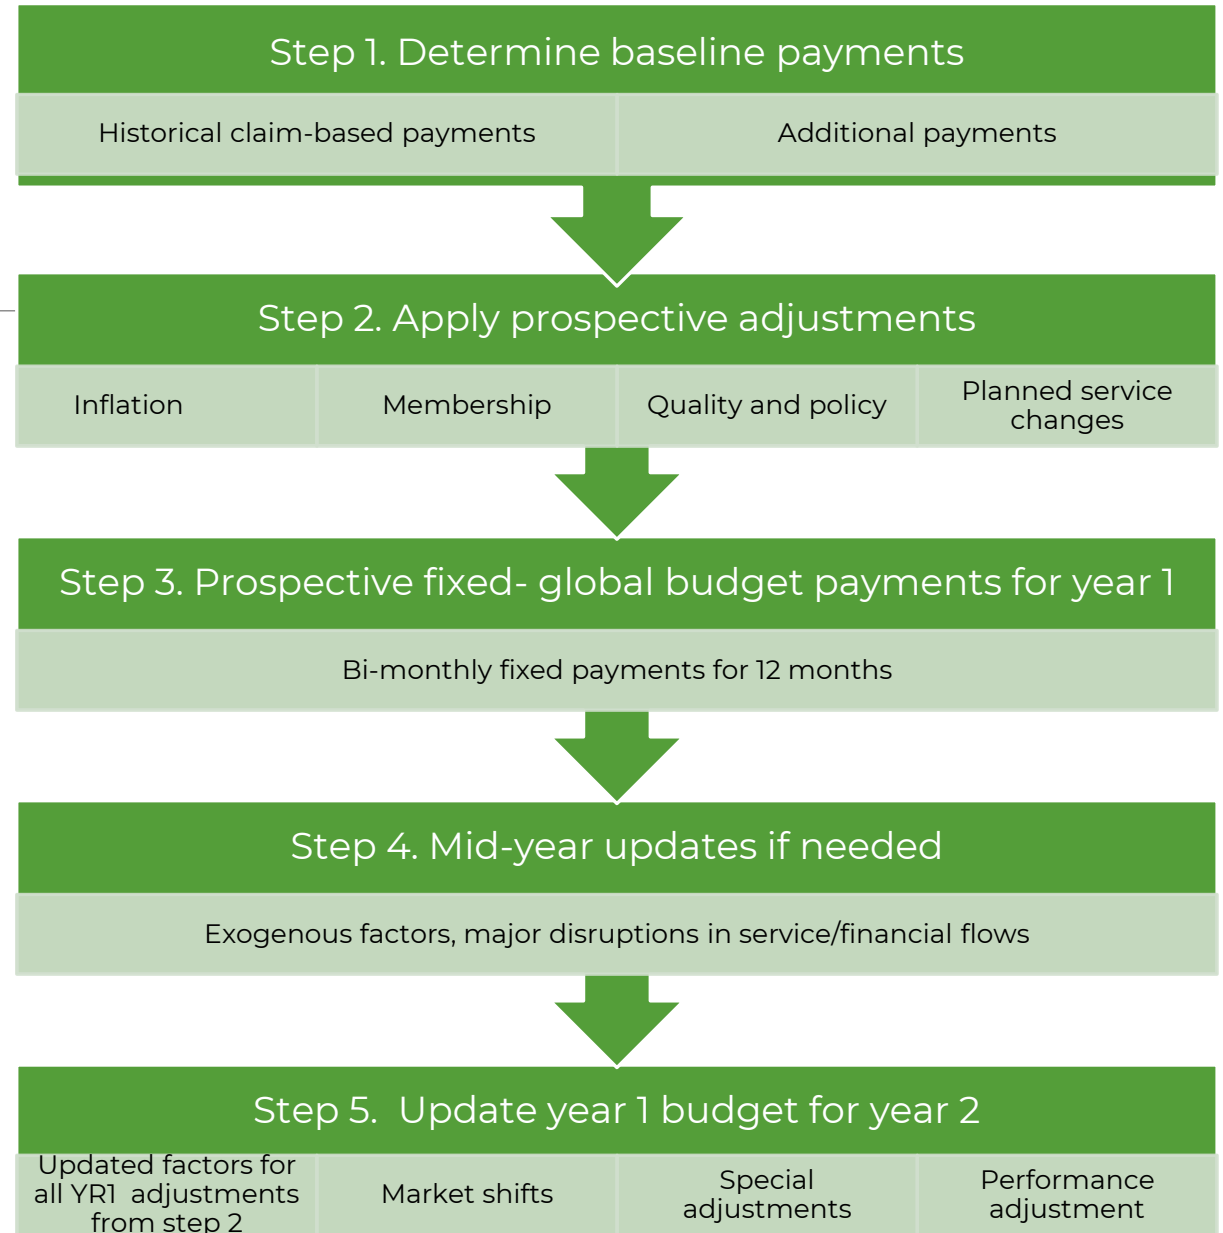 Step 1. Determine baseline payments
Historical claim-based payments
Additional payments
Step 2. Apply prospective adjustments
Inflation
Membership
Quality and policy
Planned service
changes
Step 3. Prospective fixed- global budget payments for year 1
Bi-monthly fixed payments for 12 months
Step 4. Mid-year updates if needed
Exogenous factors, major disruptions in service/financial flows
Step 5.  Update year 1 budget for year 2
Updated factors for
all YR1  adjustments
from step 2
Market shifts
Special
adjustments
Performance
adjustment